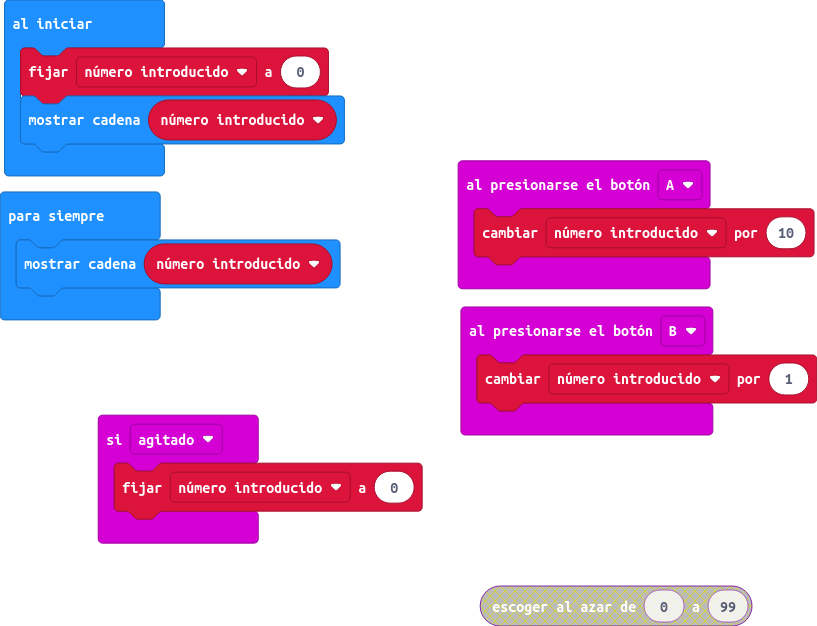 al iniciar
fijar número introducido a 0
mostrar cadena número introducido
para siempre
mostrar cadena número introducido
al presionarse el botón A
cambiar número introducido por 10
al presionarse el botón B
cambiar número introducido por 1
si agitado
fijar número introducido a 0
escoger al azar de 0 a 99